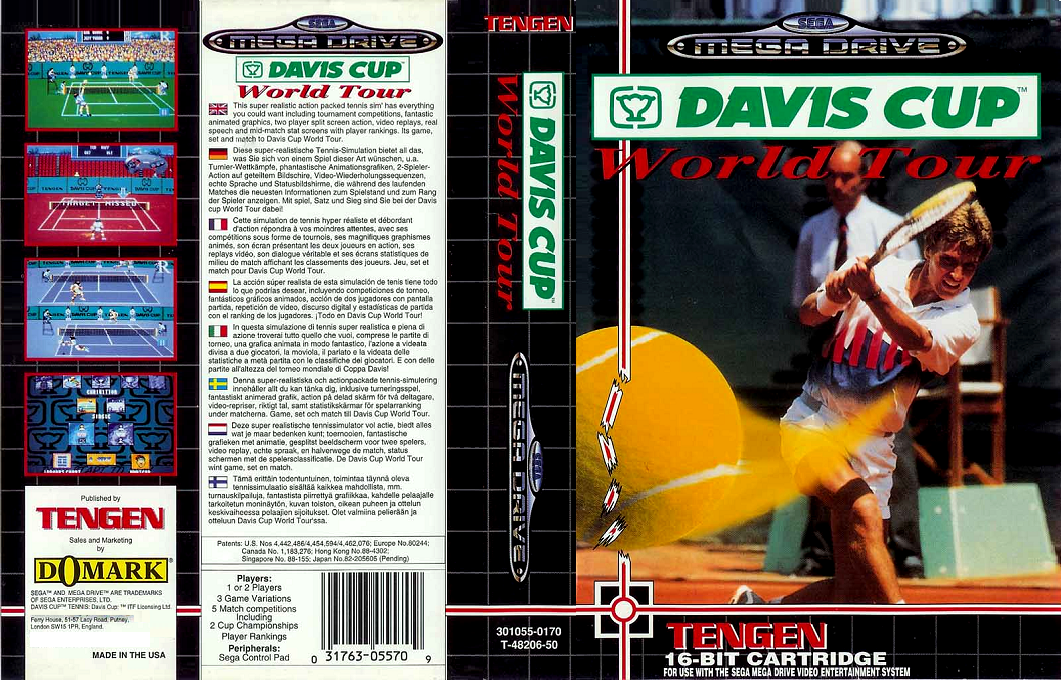 Published by
TENGEN
Sales and Marketing
by
DOMARK®
SEGA™ AND MEGA DRIVE™ ARE TRADEMARKS
OF SEGA ENTERPRISES, LTD.
DAVIS CUP™ TENNIS: Davis Cup: ™ ITF Licensing Ltd.
Ferry House, 51-57 Lacy Road, Putney,
London SW15 1PR, England.
MADE IN THE USA
TARGET MISSED
SEGA
MEGA DRIVE
DAVIS CUP
World Tour
This super realistic action packed tennis sim' has everything
you could want including tournament competitions, fantastic
animated graphics, two player split screen action, video replays, real
speech and mid-match stat screens with player rankings. Its game,
set and match to Davis Cup World Tour.
Diese super-realistische Tennis-Simulation bietet all das,
was Sie sich von einem Spiel dieser Art wünschen, u.a.
Turnier-Wettkämpfe, phantastische Animationsgrafiken, 2-Spieler-
Action auf geteiltem Bildschire, Video-Wiederholungssequenzen,
echte Sprache und Statusbildshirme, die während des laufenden
Matches die neuesten Informationen zum Spielstand und zum Rang
der Spieler anzeigen. Mit spiel, Satz und Sieg sind Sie bei der Davis
cup World Tour dabei!
Cette simulation de tennis hyper réaliste et débordant
d'action répondra à vos moindres attentes, avec ses
compétitions sous forme de tournois, ses magnifiques graphismes
animés, son écran présentant les deux joueurs en action, ses
replays vidéo, son dialogue véritable et ses écrans statistiques de
milieu de match affichant les classements des joueurs. Jeu, set et
match pour Davis Cup World Tour.
La acción súper realista de esta simulación de tenis tiene todo
lo que podrías desear, incluyendo competiciones de torneo,
fantásticos gráficos animados, acción de dos jugadores con pantalla
partida, repetición de video, discurso digital y estadísticas de partida
con el ranking de los jugadores. ¡Todo en Davis Cup World Tour!
In questa simulazione di tennis super realistica e piena di
azione troverai tutto quello che vuoi, comprese le partite di
torneo, una grafica animata in modo fantastico, l'azione a videata
divisa a due giocatori, la moviola, il parlato e la videata delle
statistiche a metà partita con le classifiche dei giocatori. E con delle
partite all'altezza del torneo mondiale di Coppa Davis!
Denna super-realistiska och actionpackade tennis-simulering
innehåller allt du kan tänka dig, inklusive turneringsspel,
fantastiskt animerad grafik, action på delad skärm för två deltagare,
video-repriser, riktigt tal, samt statistikskärmar för spelarranking
under matcherna. Game, set och match till Davis Cup World Tour.
Deze super realistische tennissimulator vol actie, biedt alles
wat je maar bedenken kunt; toernooien, fantastische
grafieken met animatie, gesplitst beeldscherm voor twee spelers,
video replay, echte spraak, en halverwege de match, status
schermen met de spelersclassificatie. De Davis Cup World Tour
wint game, set en match.
Tämä erittäin todentuntuinen, toimintaa täynnä oleva
tennissimulaatio sisältää kaikkea mahdollista, mm.
turnauskilpailuja, fantastista piirrettyä grafiikkaa, kahdelle pelaajalle
tarkoitetun moninäytön, kuvan toiston, oikean puheen ja ottelun
keskivaiheessa pelaajien sijoitukset. Olet valmiina pelierään ja
otteluun Davis Cup World Tour'ssa.
Patents: U.S. Nos 4,442,486/4,454,594/4,462,076; Europe No.80244;
Canada No. 1,183,276; Hong Kong No.88-4302;
Singapore No. 88-155; Japan No.82-205605 (Pending)
Players:
1 or 2 Players
3 Game Variations
5 Match competitions
Including
2 Cup Championships
Player Rankings
Peripherals:
Sega Control Pad
0 31763-05570 9
TENGEN
DAVIS CUP™
World Tour
SEGA
MEGA DRIVE
301055-0170
T-48206-50
SEGA
MEGA DRIVE
DAVIS CUP™
World Tour
TENGEN
16-BIT CARTRIDGE
FOR USE WITH THE SEGA MEGA DRIVE VIDEO ENTERTAINMENT SYSTEM